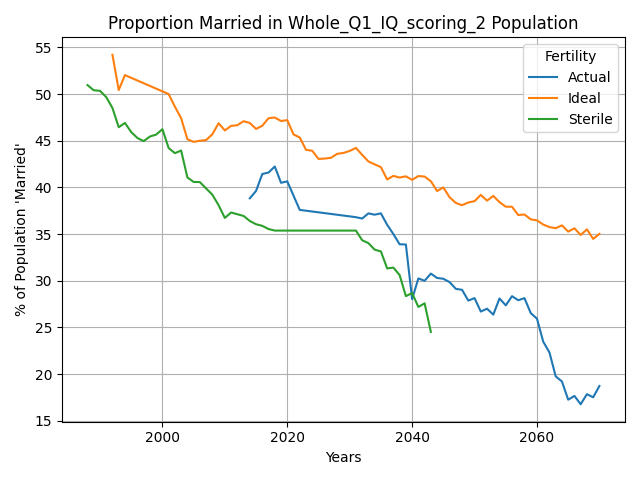 Proportion Married in Whole_Q1_IQ_scoring_2 Population
Fertility
Actual
Ideal
Sterile
% of Population 'Married'
55
50
45
40
35
30
25
20
15
2000
2020
2040
2060
Years